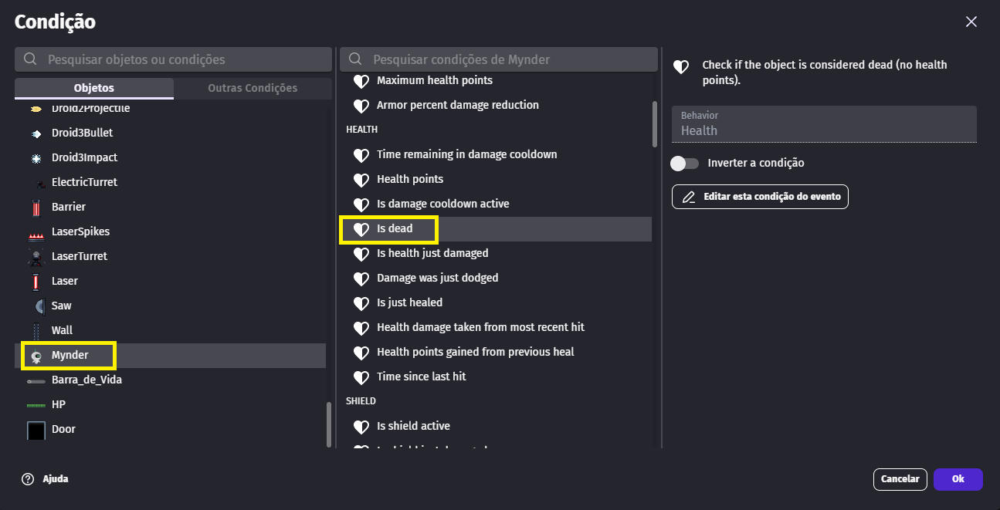 Condição
Pesquisar objetos ou condições
Objetos
Outras Condições
Droid2Projectile
Droid3Bullet
Droid3Impact
ElectricTurret
Barrier
LaserSpikes
LaserTurret
Laser
Saw
Wall
Mynder
Barra_de_Vida
HP
Door
Pesquisar condições de Mynder
Maximum health points
Armor percent damage reduction
HEALTH
Time remaining in damage cooldown
Health points
Is damage cooldown active
Is dead
Is health just damaged
Damage was just dodged
Is just healed
Health damage taken from most recent hit
Health points gained from previous heal
Time since last hit
SHIELD
Is shield active
Check if the object is considered dead (no health
points).
Behavior
Health
Inverter a condição
Editar esta condição do evento
Ajuda
Cancelar
Ok